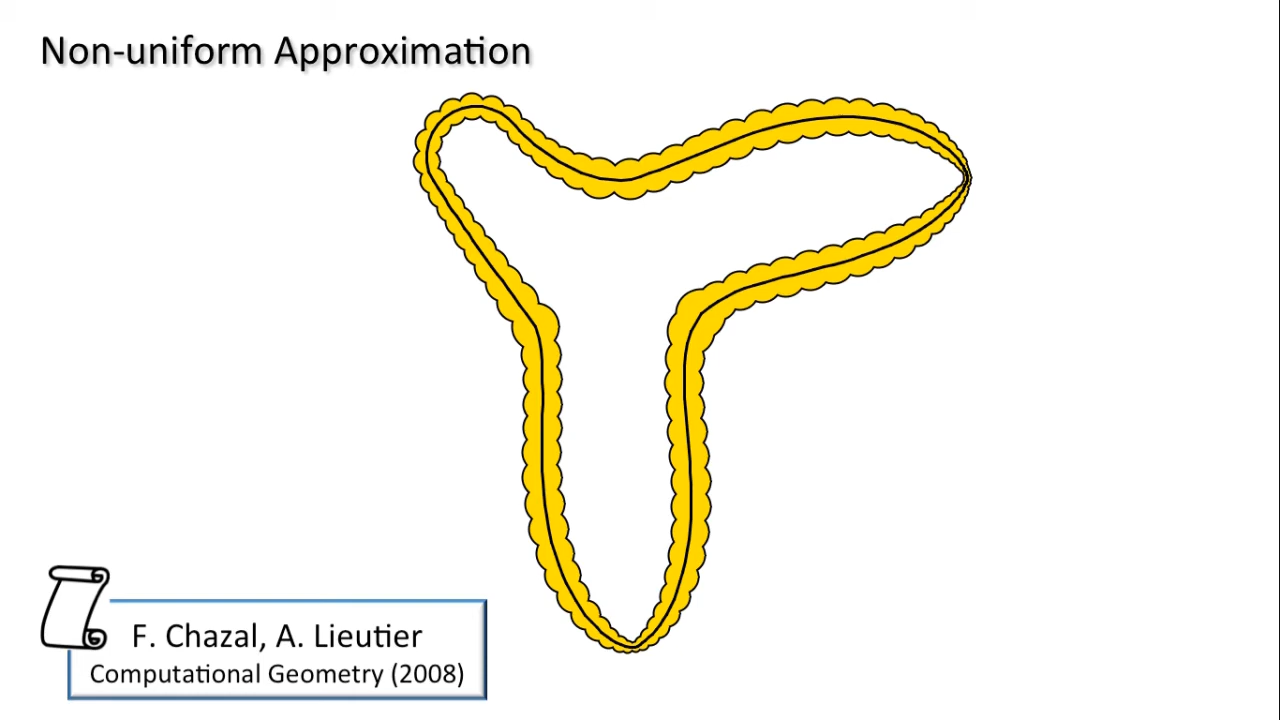 Non-uniform Approximation
F. Chazal, A. Lieutier
Computational Geometry (2008)